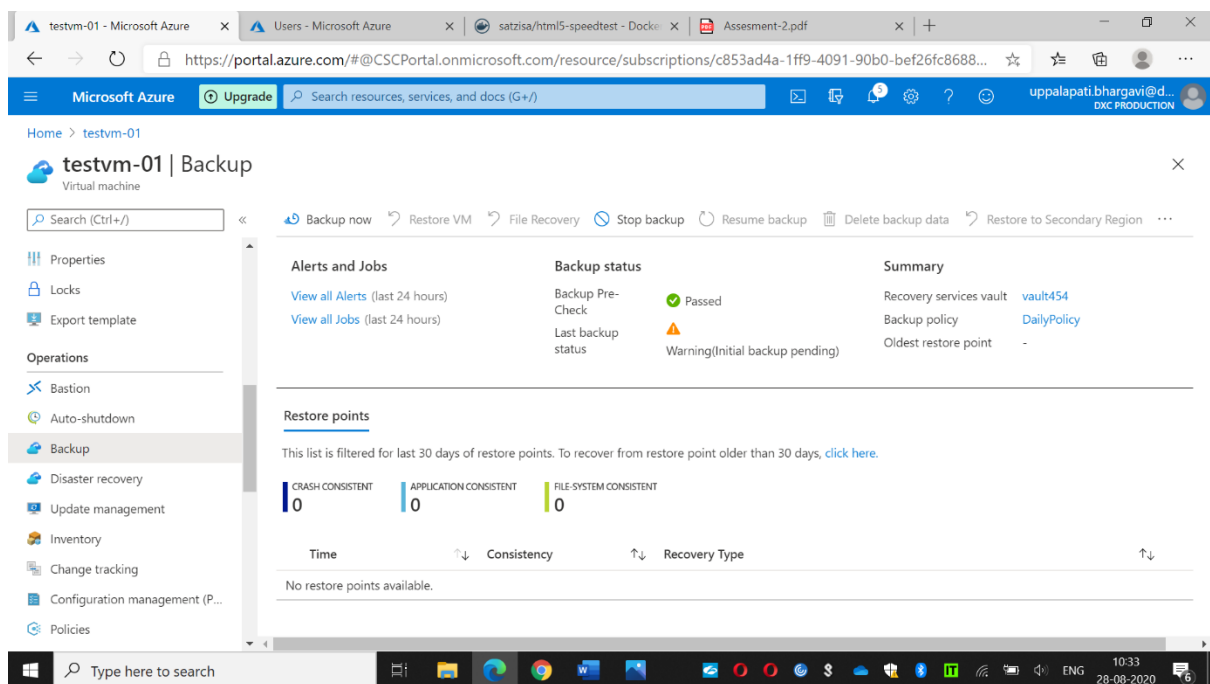 testvm-01 - Microsoft Azure
Users - Microsoft Azure
satzisa/html5-speedtest - Docke
Assesment-2.pdf
https://portal.azure.com/#@CSCPortal.onmicrosoft.com/resource/subscriptions/c853ad4a-1ff9-4091-90b0-bef26fc8688...
Microsoft Azure
Upgrade
Search resources, services, and docs (G+/)
5
uppalapati.bhargavi@d...
DXC PRODUCTION
Home > testvm-01
testvm-01 | Backup
Virtual machine
Search (Ctrl+/)
«
Backup now
Restore VM
File Recovery
Stop backup
Resume backup
Delete backup data
Restore to Secondary Region
...
Properties
Locks
Export template
Operations
Bastion
Auto-shutdown
Backup
Disaster recovery
Update management
Inventory
Change tracking
Configuration management (P...
Policies
Alerts and Jobs
View all Alerts (last 24 hours)
View all Jobs (last 24 hours)
Backup status
Backup Pre-
Check
Passed
Last backup
status
Warning(Initial backup pending)
Summary
Recovery services vault vault454
Backup policy DailyPolicy
Oldest restore point -
Restore points
This list is filtered for last 30 days of restore points. To recover from restore point older than 30 days, click here.
CRASH CONSISTENT
0
APPLICATION CONSISTENT
0
FILE-SYSTEM CONSISTENT
0
Time
Consistency
Recovery Type
No restore points available.
Type here to search
ENG
10:33
28-08-2020
6